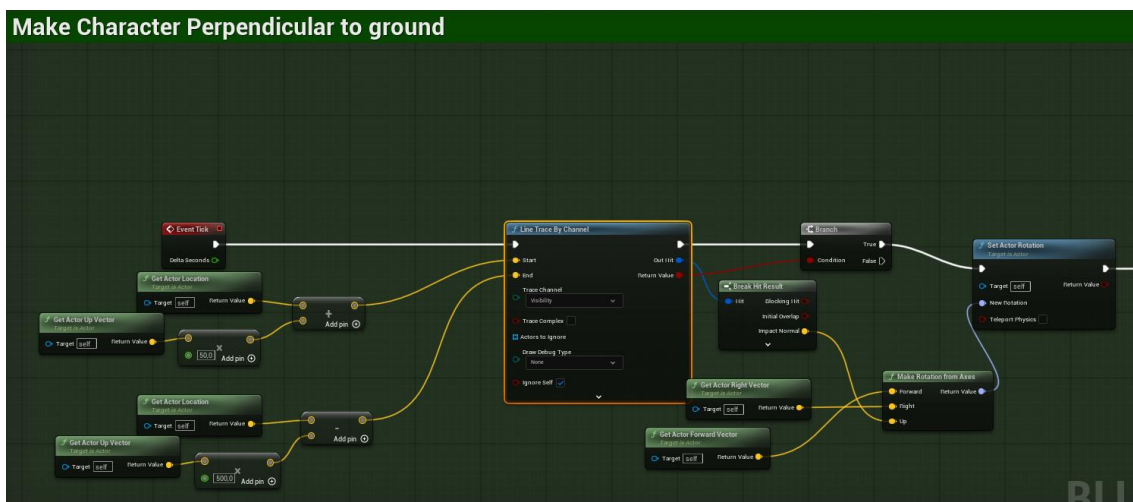 Make Character Perpendicular to ground
Event Tick
Delta Seconds
Get Actor Location
Target is Actor
Target self Return Value
Get Actor Up Vector
Target is Actor
Target self Return Value
+
Add pin
x
50,0 Add pin
Get Actor Location
Target is Actor
Target self Return Value
Get Actor Up Vector
Target is Actor
Target self Return Value
-
Add pin
x
500,0 Add pin
f Line Trace By Channel
Start Out Hit
End Return Value
Trace Channel
Visibility
Trace Complex
Actors to Ignore
Draw Debug Type
None
Ignore Self
Break Hit Result
Hit Blocking Hit
Initial Overlap
Impact Normal
Branch
True
Condition False
Get Actor Right Vector
Target is Actor
Target self Return Value
Get Actor Forward Vector
Target is Actor
Target self Return Value
Make Rotation from Axes
Forward Return Value
Right
Up
Set Actor Rotation
Target is Actor
Target self Return Value
New Rotation
Teleport Physics